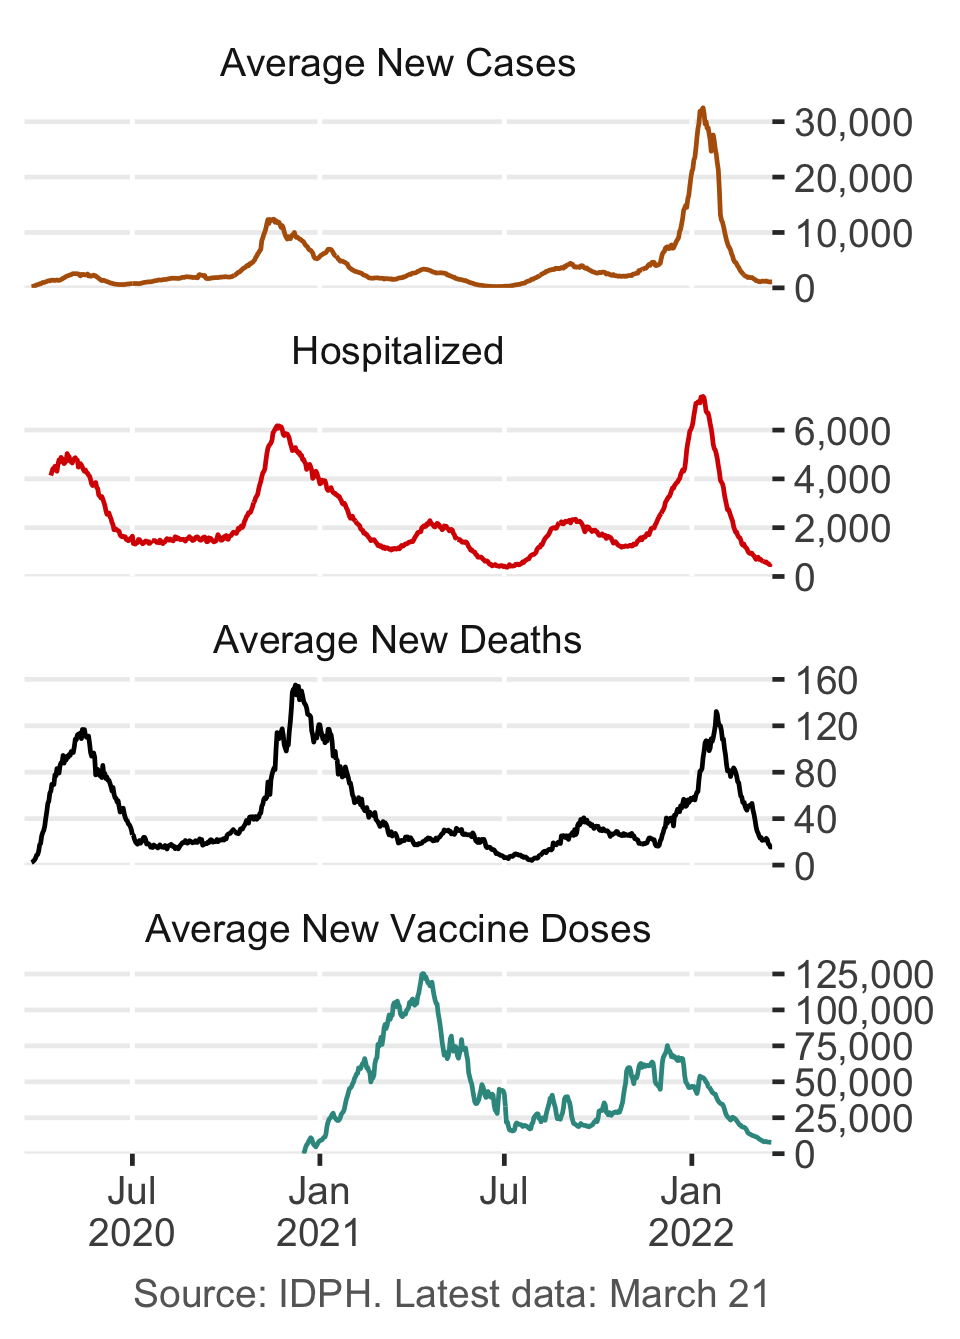 Average New Cases
30,000
20,000
10,000
0
Hospitalized
6,000
4,000
2,000
0
Average New Deaths
160
120
80
40
0
Average New Vaccine Doses
125,000
100,000
75,000
50,000
25,000
0
Jul Jan Jul Jan
2020 2021 2022
Source: IDPH. Latest data: March 21